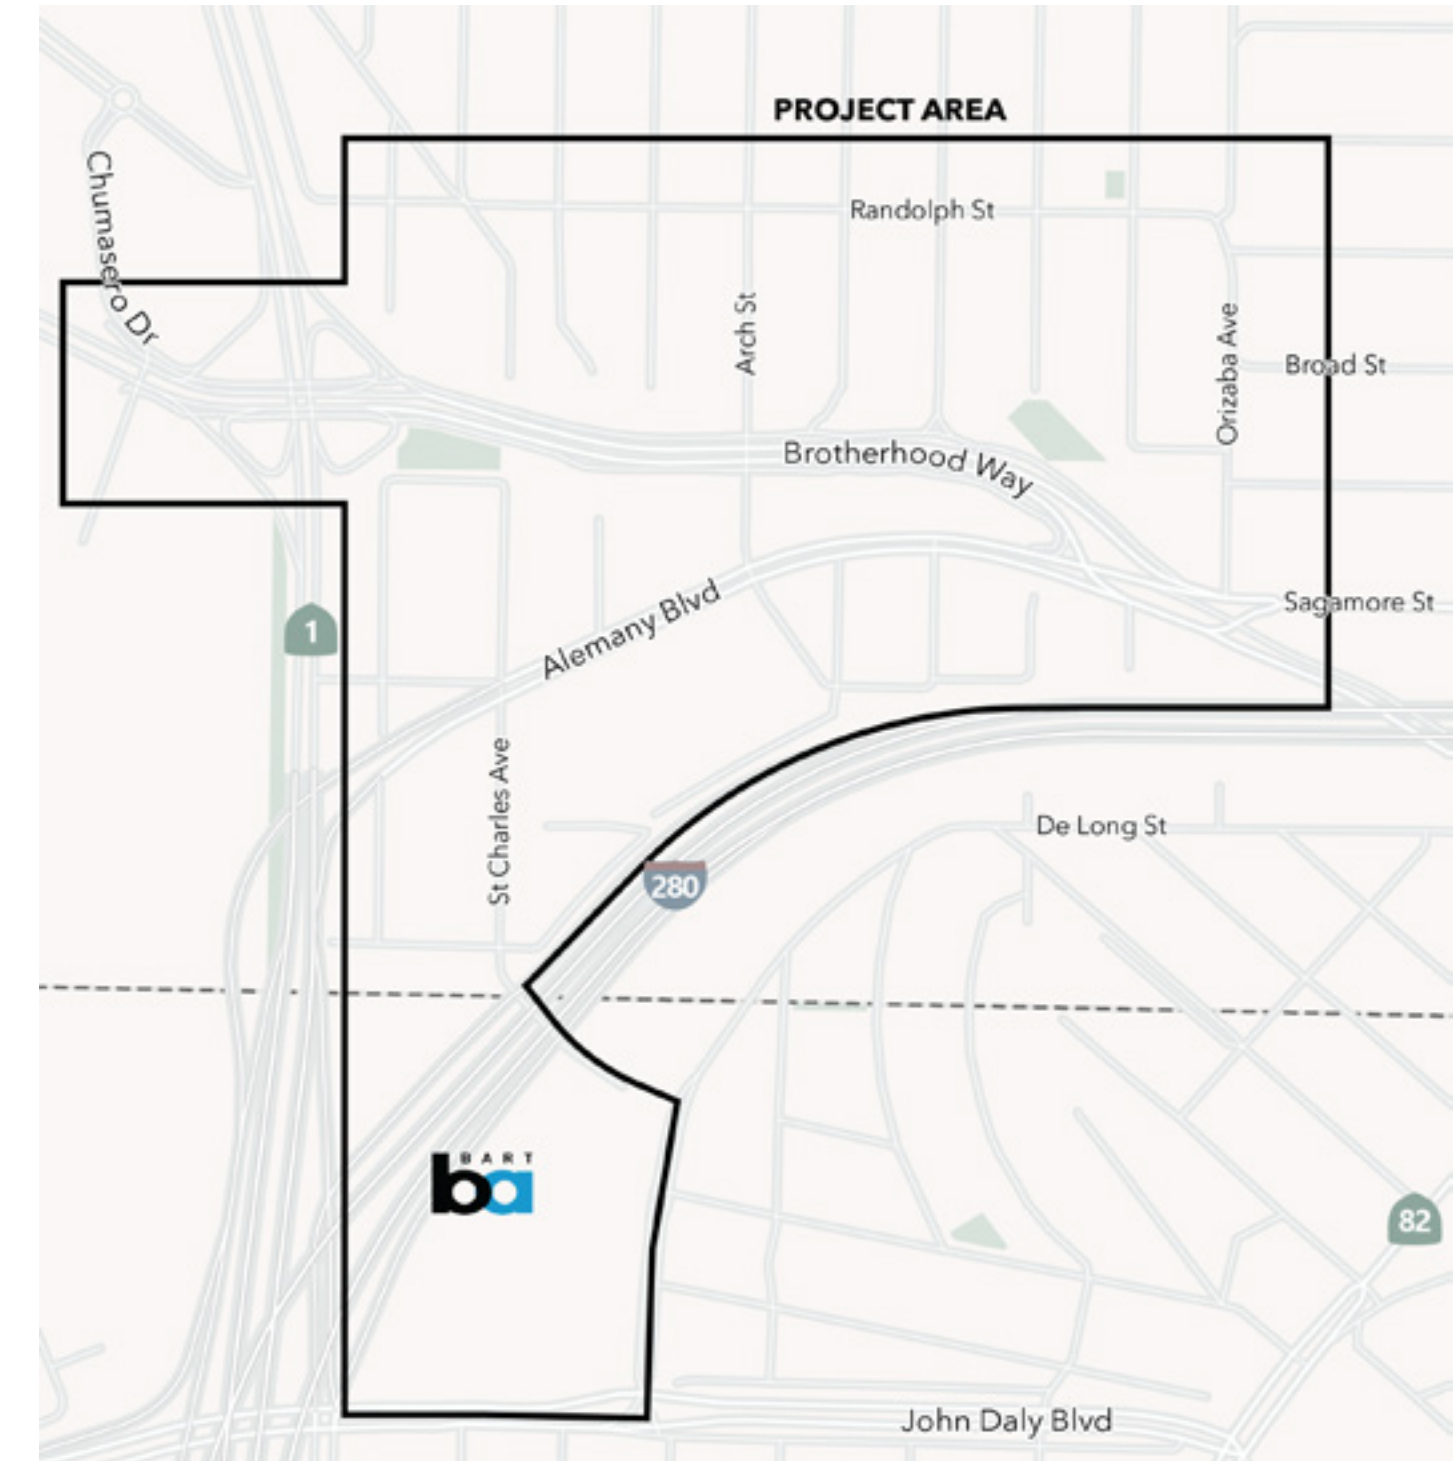 PROJECT AREA
Chumasero Dr
Randolph St
Arch St
Orizaba Ave
Broad St
Brotherhood Way
Alemany Blvd
Sagamore St
1
St Charles Ave
De Long St
280
BART
ba
82
John Daly Blvd